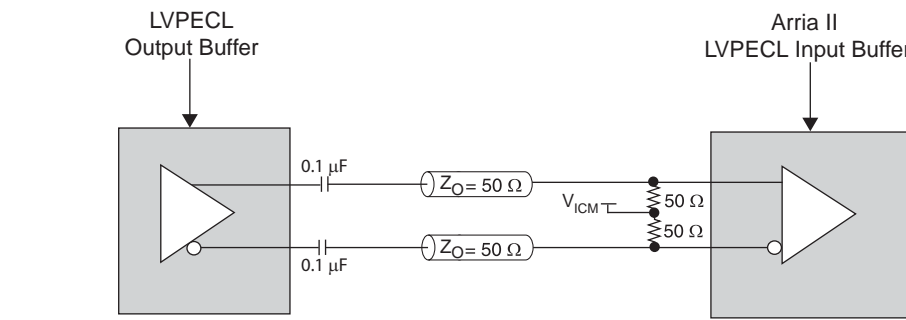 LVPECL
Output Buffer
Arria II
LVPECL Input Buffer
0.1 µF
Z_O = 50 Ω
V_ICM
50 Ω
50 Ω
Z_O = 50 Ω
0.1 µF